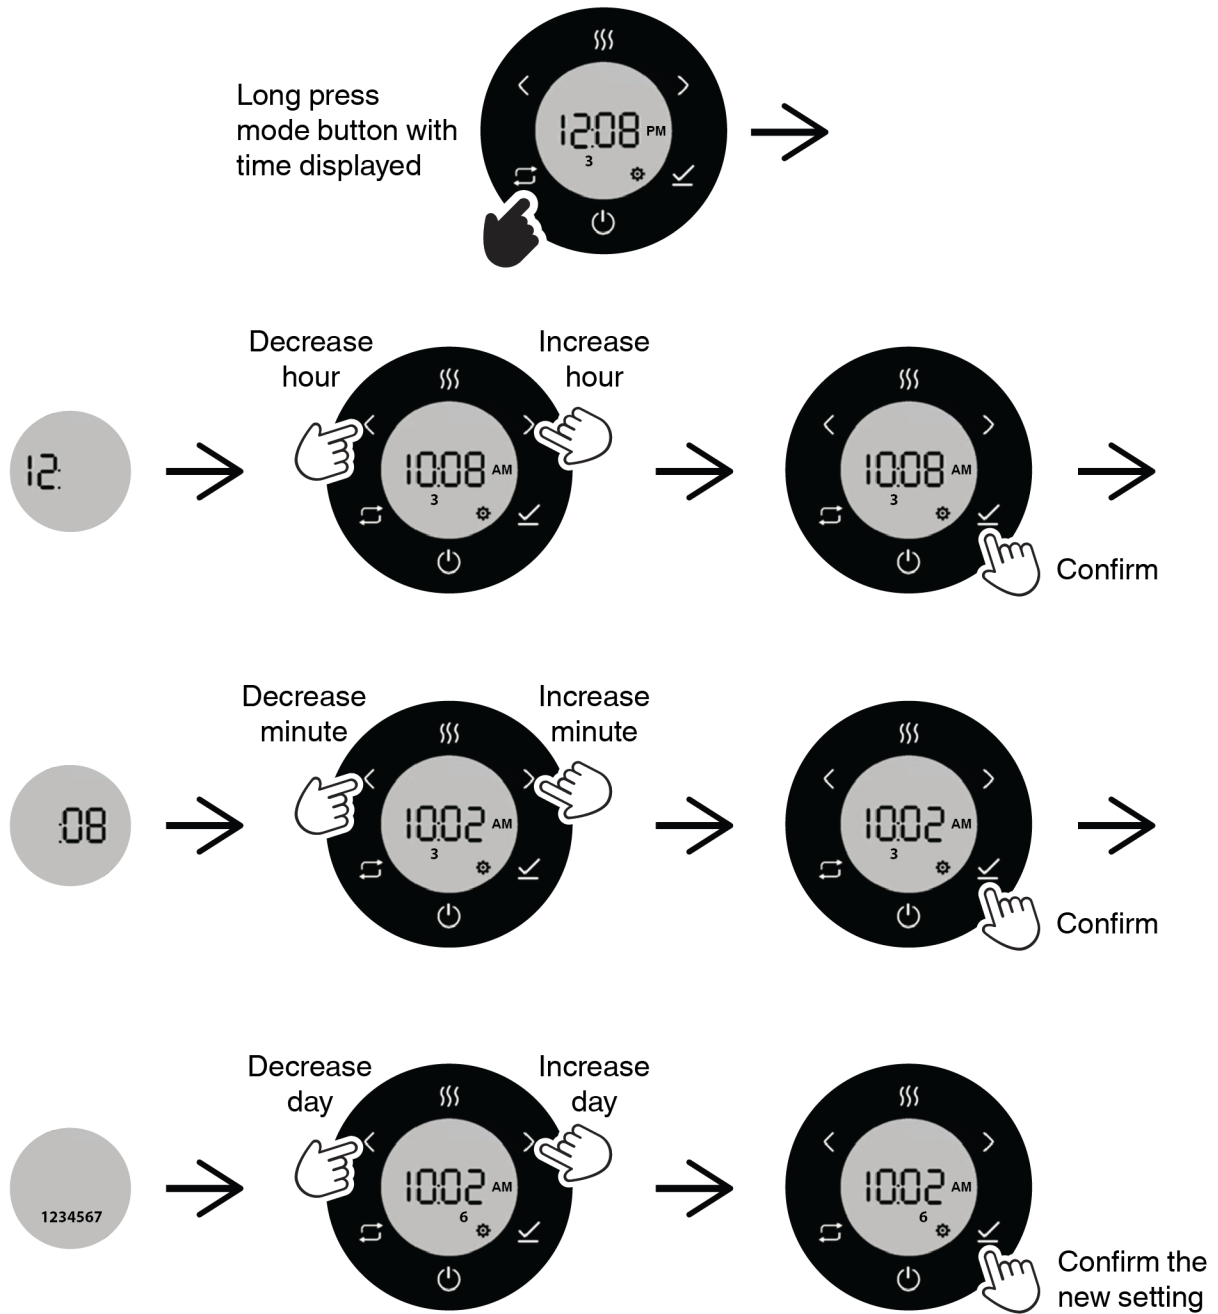 Long press
mode button with
time displayed
12:08 PM
3
Decrease
hour
Increase
hour
12:
10:08 AM
3
10:08 AM
3
Confirm
Decrease
minute
Increase
minute
:08
10:02 AM
3
10:02 AM
3
Confirm
Decrease
day
Increase
day
1234567
10:02 AM
6
10:02 AM
6
Confirm the
new setting